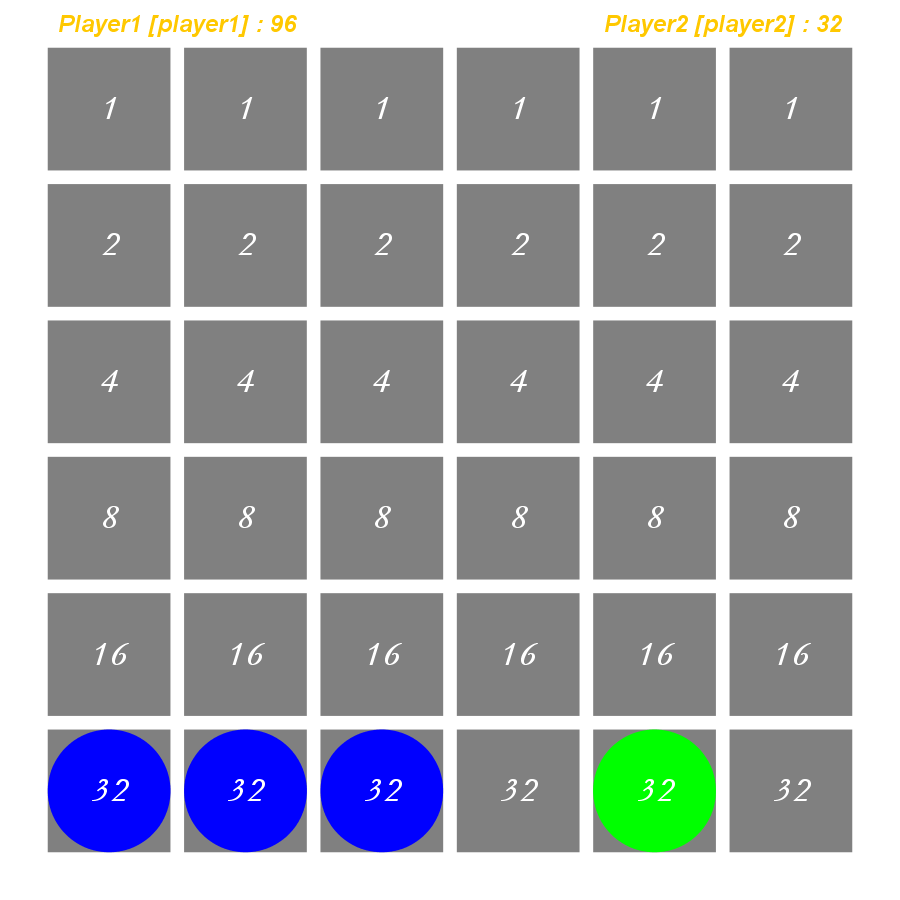 Player1 [player1] : 96 Player2 [player2] : 32
1 1 1 1 1 1
2 2 2 2 2 2
4 4 4 4 4 4
8 8 8 8 8 8
16 16 16 16 16 16
32 32 32 32 32 32